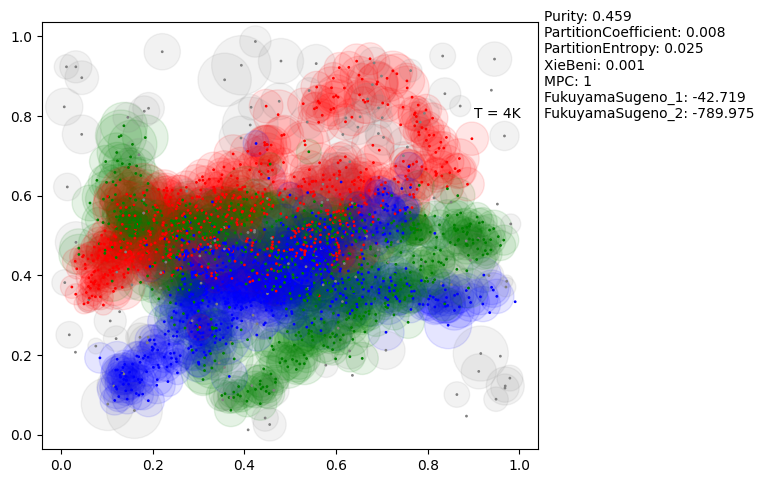 Purity: 0.459
PartitionCoefficient: 0.008
PartitionEntropy: 0.025
XieBeni: 0.001
MPC: 1
FukuyamaSugeno_1: -42.719
FukuyamaSugeno_2: -789.975
T = 4K
1.0
0.8
0.6
0.4
0.2
0.0
0.0 0.2 0.4 0.6 0.8 1.0